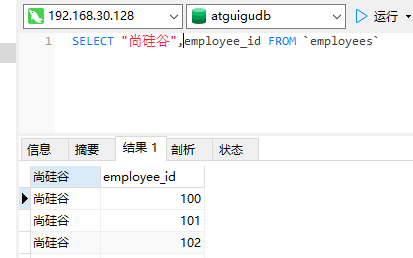 192.168.30.128 atguigudb 运行
1 SELECT "尚硅谷",employee_id FROM `employees`
信息 摘要 结果 1 剖析 状态
尚硅谷 employee_id
尚硅谷 100
尚硅谷 101
尚硅谷 102